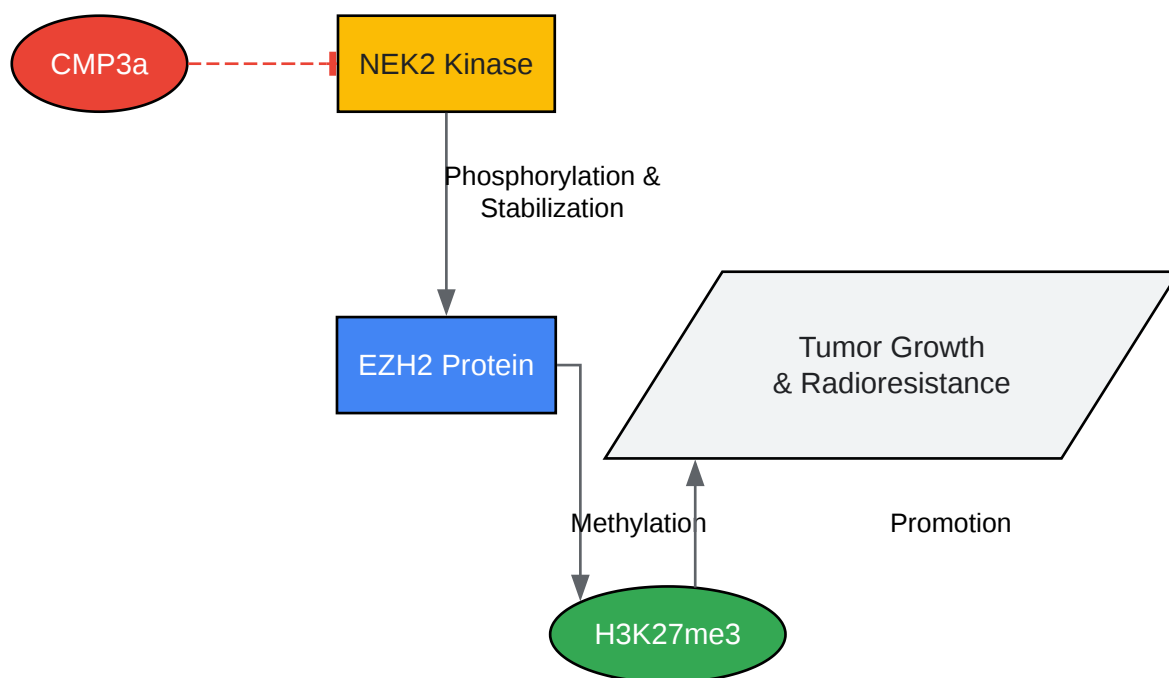 CMP3a
NEK2 Kinase
Phosphorylation &
Stabilization
EZH2 Protein
Tumor Growth
& Radioresistance
Methylation
Promotion
H3K27me3